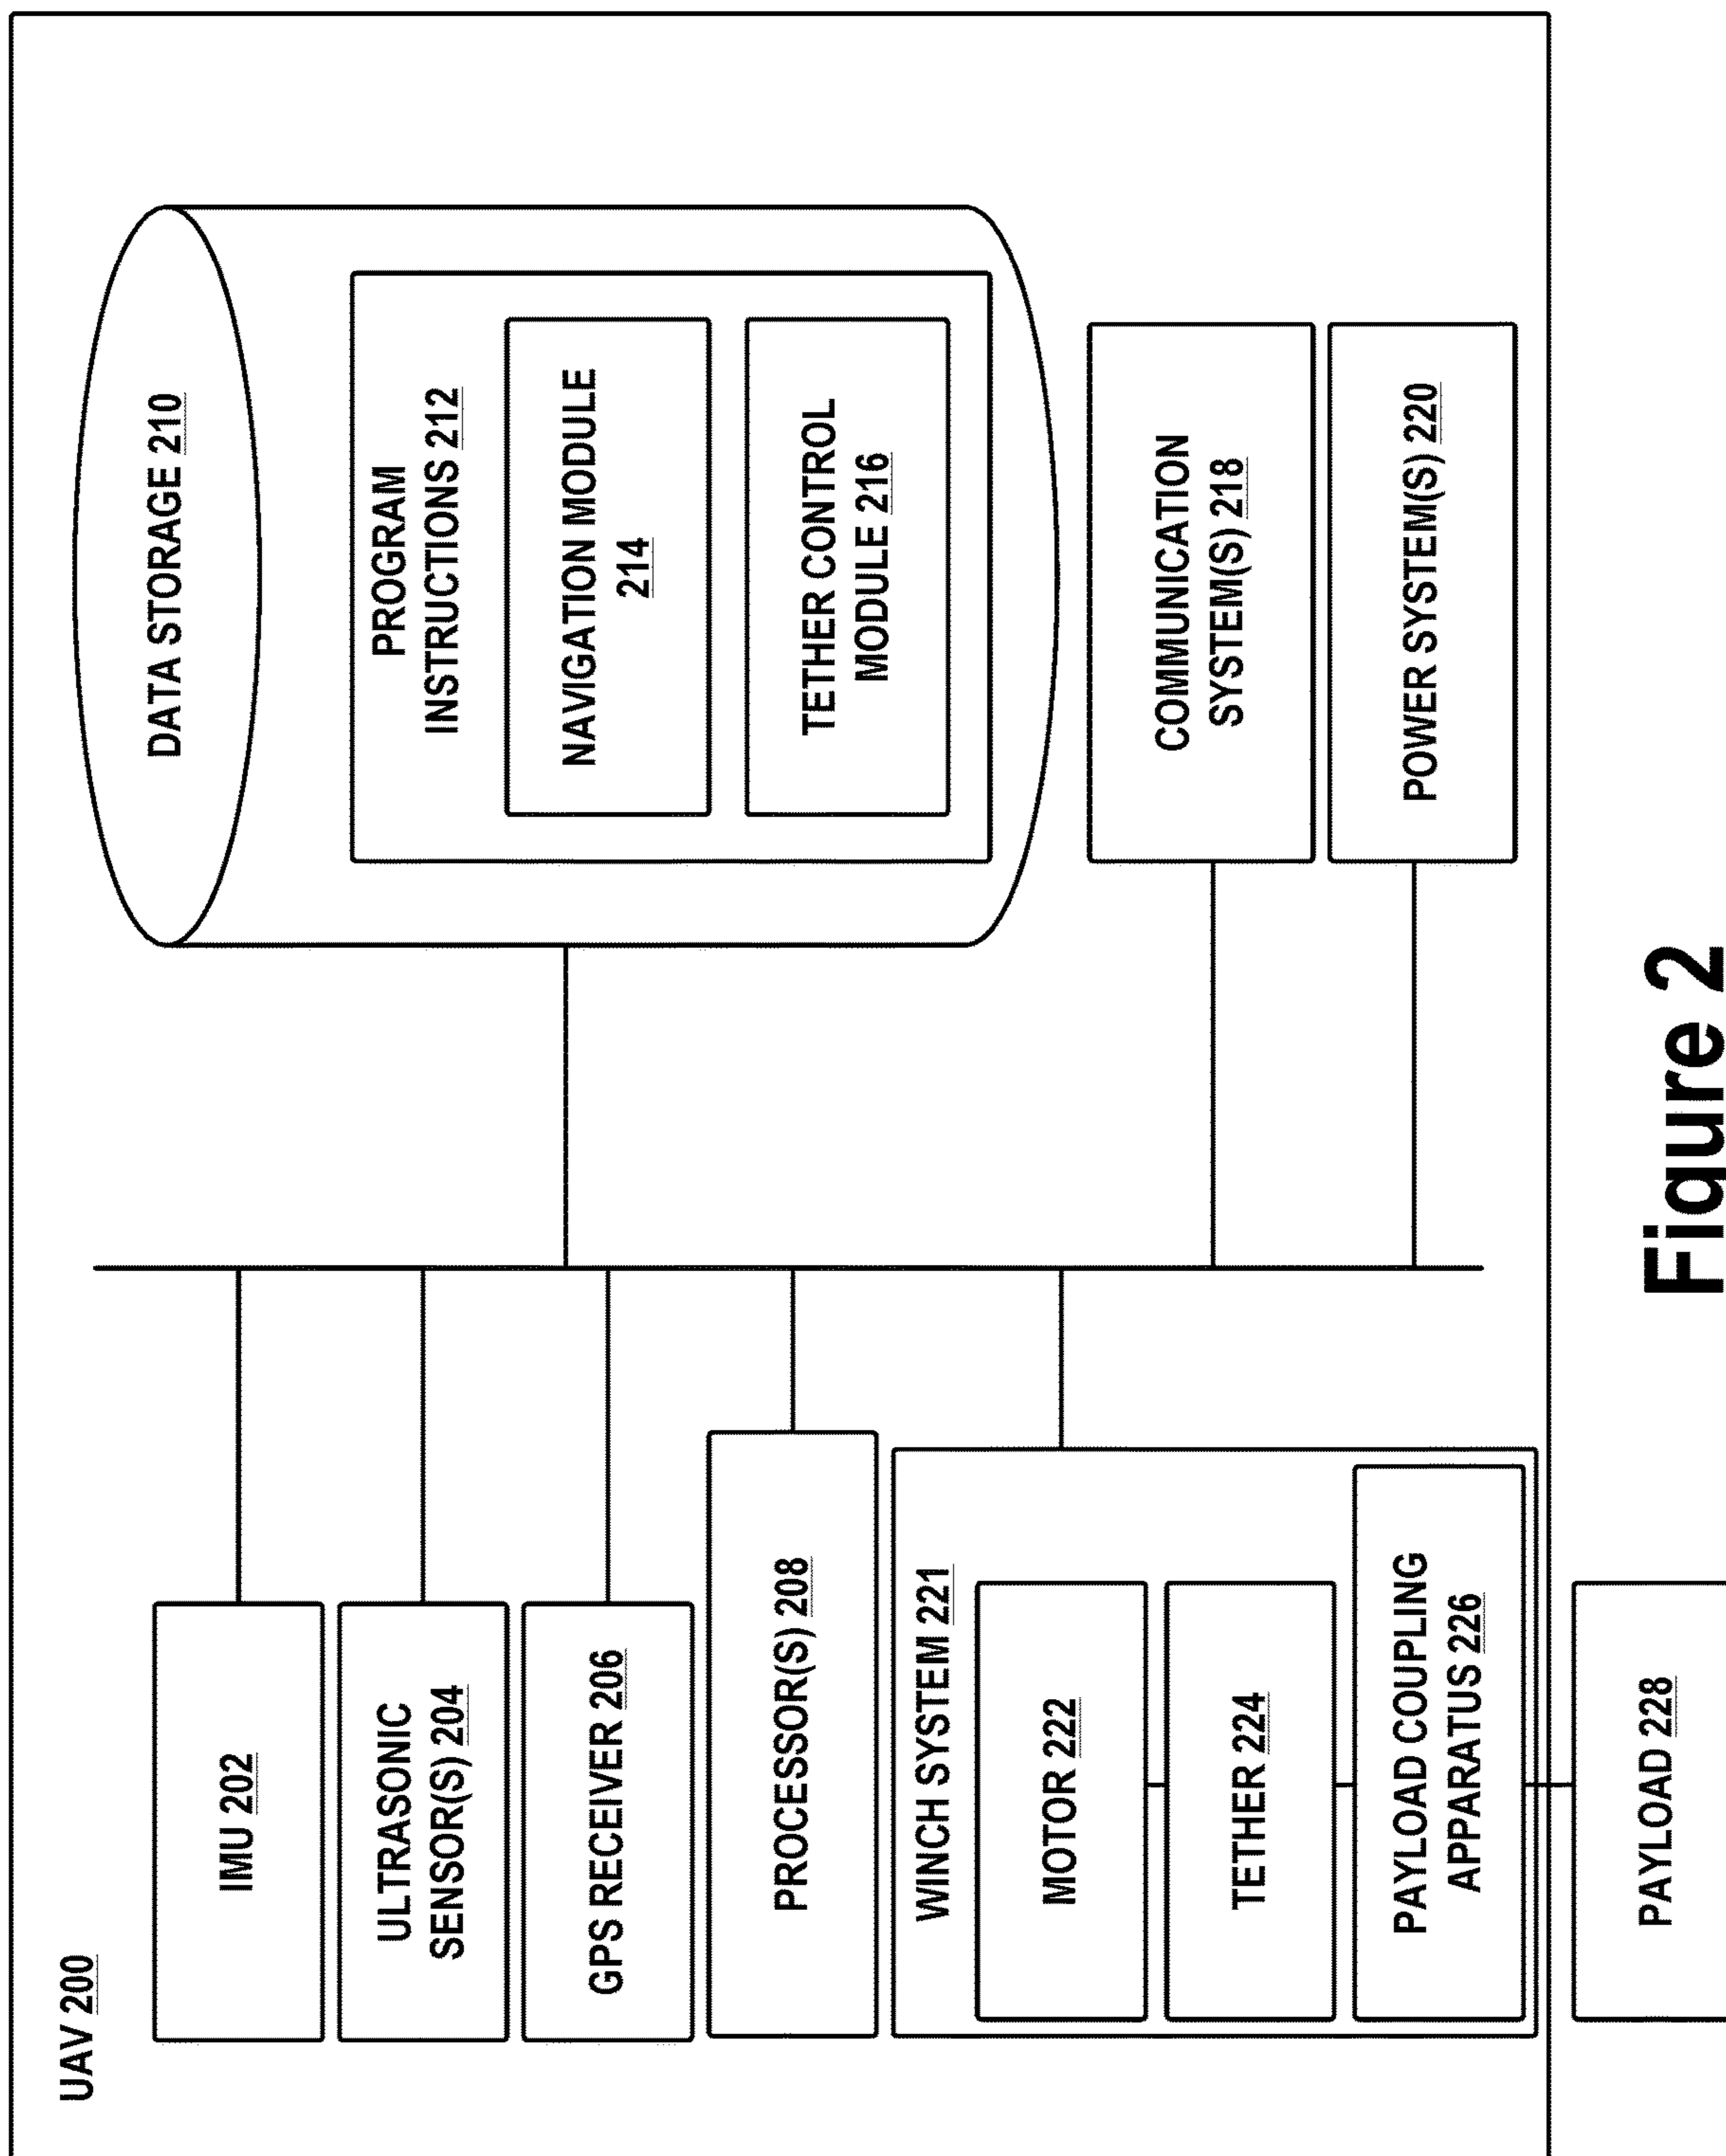 UAV 200
IMU 202
ULTRASONIC
SENSOR(S) 204
GPS RECEIVER 206
PROCESSOR(S) 208
WINCH SYSTEM 221
MOTOR 222
TETHER 224
PAYLOAD COUPLING
APPARATUS 226
PAYLOAD 228
DATA STORAGE 210
PROGRAM
INSTRUCTIONS 212
NAVIGATION MODULE
214
TETHER CONTROL
MODULE 216
COMMUNICATION
SYSTEM(S) 218
POWER SYSTEM(S) 220
Figure 2